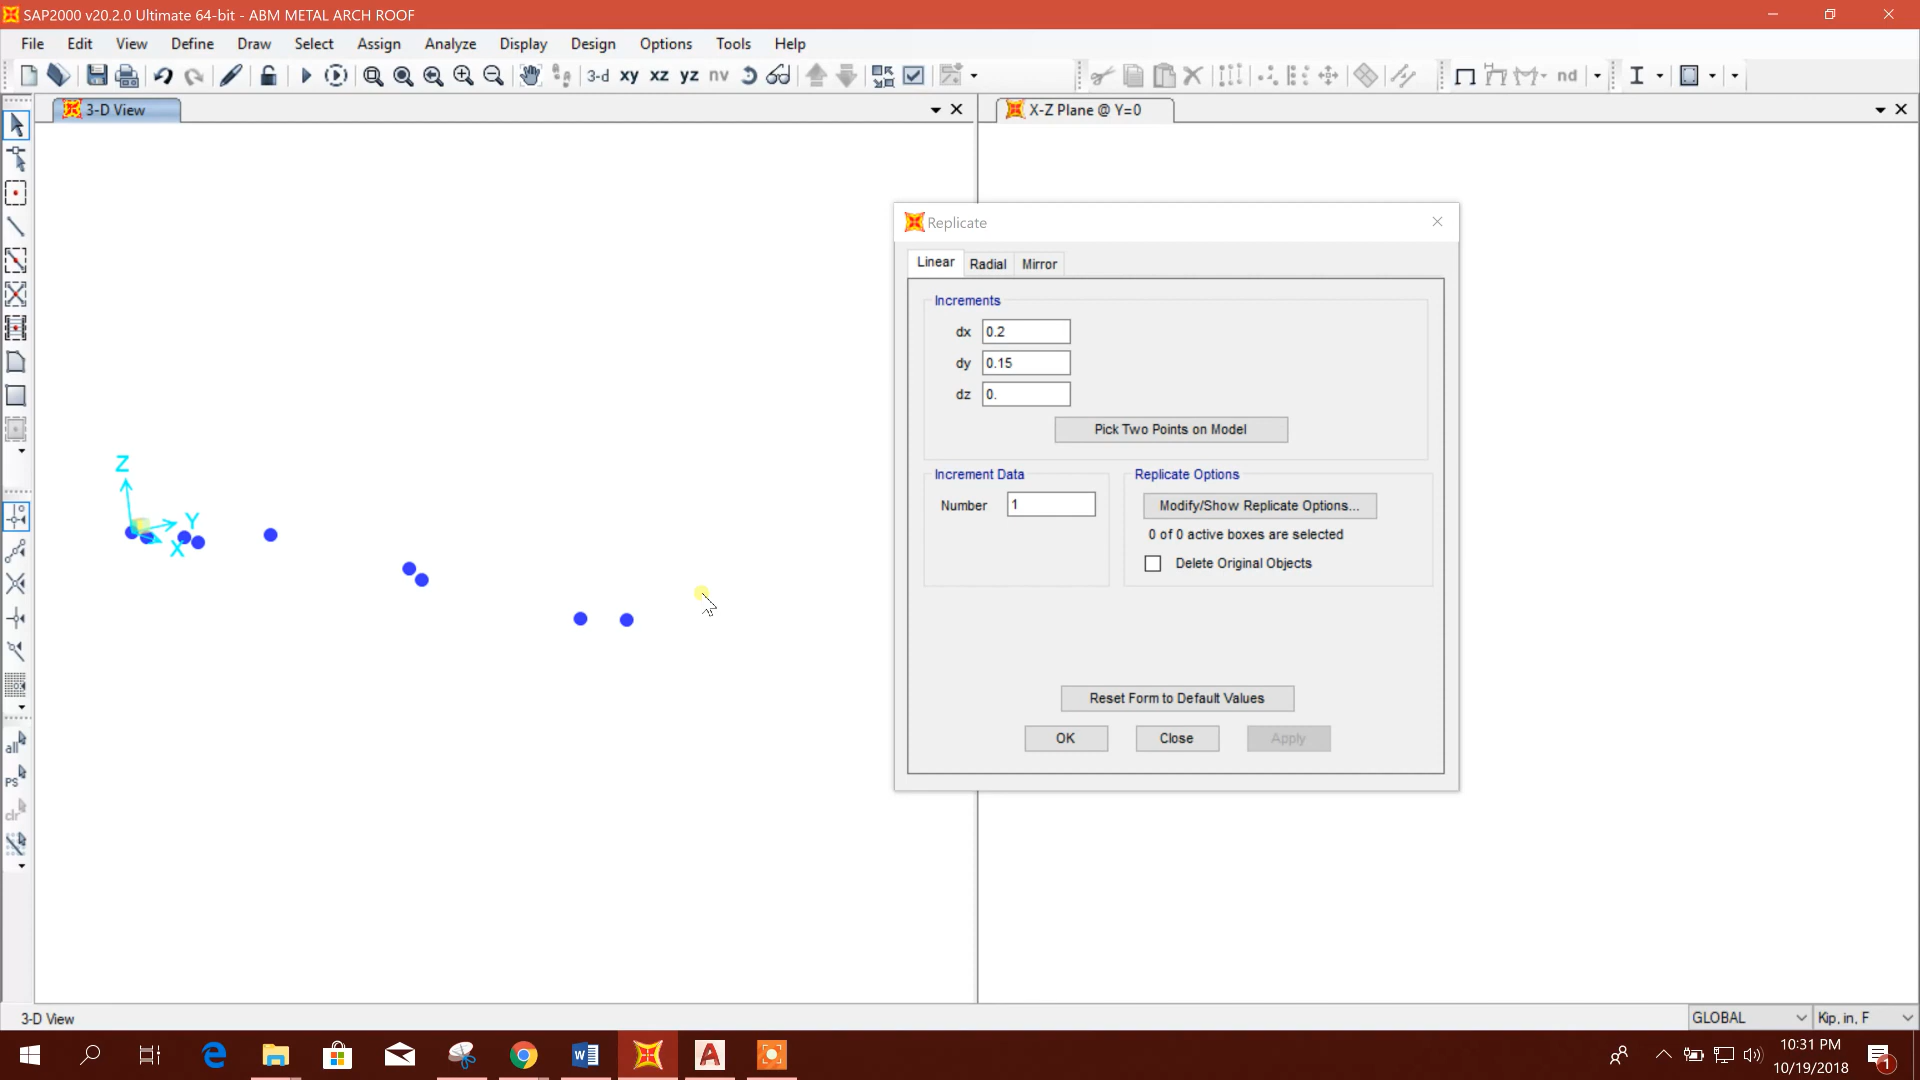 SAP2000 v20.2.0 Ultimate 64-bit - ABM METAL ARCH ROOF
File Edit View Define Draw Select Assign Analyze Display Design Options Tools Help
3-d xy xz yz nv nd
3-D View
X-Z Plane @ Y=0
Replicate
Linear Radial Mirror
Increments
dx 0.2
dy 0.15
dz 0.
Pick Two Points on Model
Increment Data
Number 1
Replicate Options
Modify/Show Replicate Options...
0 of 0 active boxes are selected
Delete Original Objects
Reset Form to Default Values
OK Close Apply
Z
Y
X
all
PS
clr
3-D View
GLOBAL
Kip, in, F
10:31 PM
10/19/2018
1